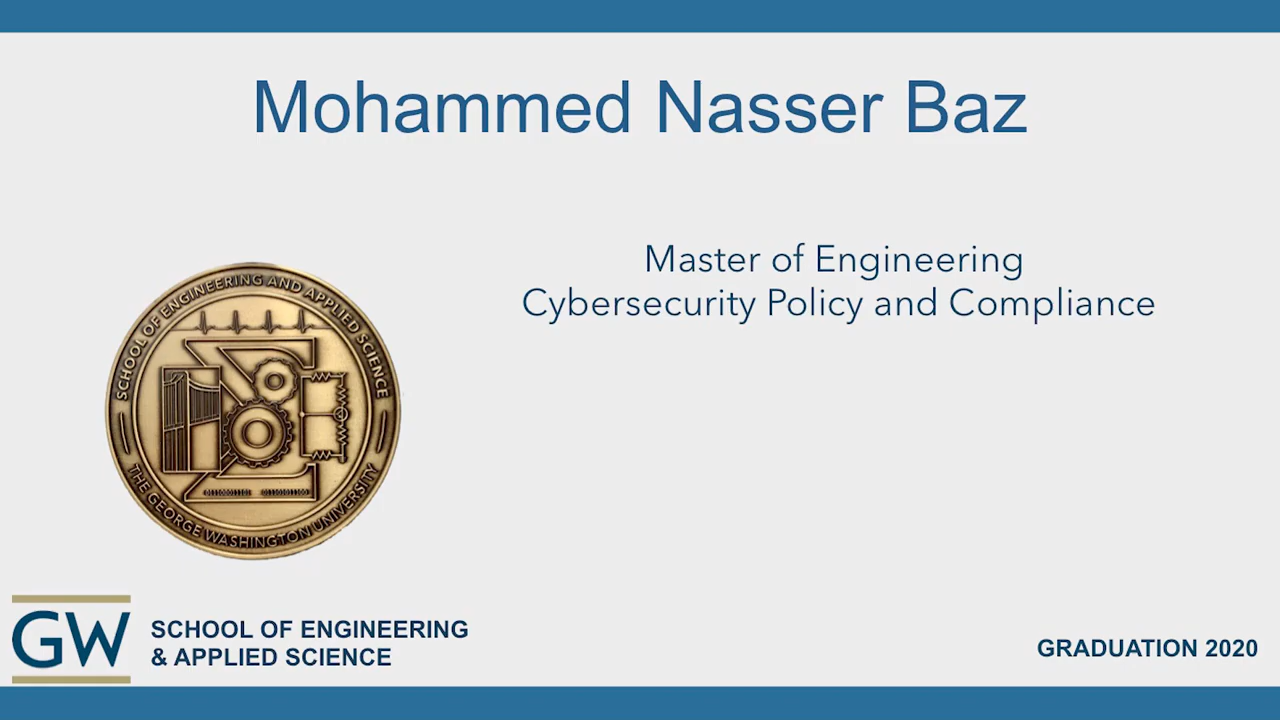 Mohammed Nasser Baz
Master of Engineering
Cybersecurity Policy and Compliance
SCHOOL OF ENGINEERING AND APPLIED SCIENCE
THE GEORGE WASHINGTON UNIVERSITY
GW
SCHOOL OF ENGINEERING
& APPLIED SCIENCE
GRADUATION 2020